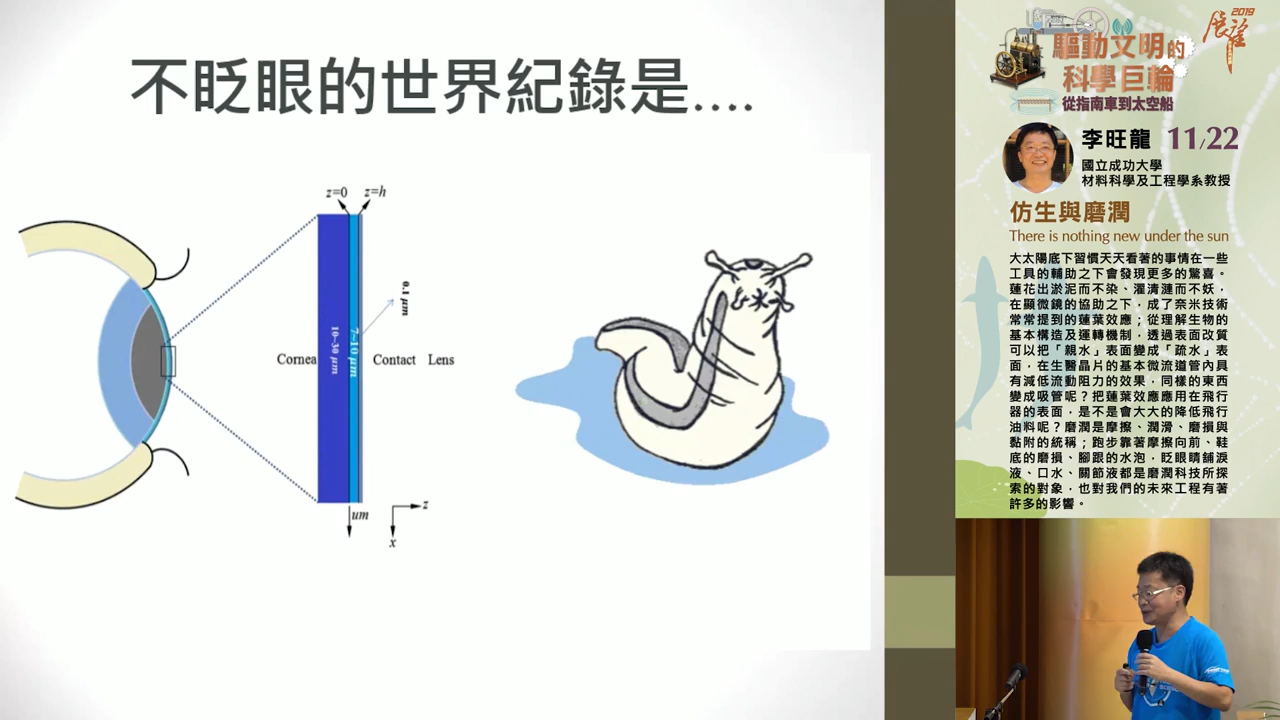 不眨眼的世界紀錄是....
z=0
z=h
0.1 μm
10~30 μm
7~10 μm
Cornea
Contact Lens
um
z
x
2019
展望
驅動文明的
科學巨輪
從指南車到太空船
李旺龍 11/22
國立成功大學
材料科學及工程學系教授
仿生與磨潤
There is nothing new under the sun
大太陽底下習慣天天看著的事情在一些
工具的輔助之下會發現更多的驚喜。
蓮花出淤泥而不染、濯清漣而不妖，
在顯微鏡的協助之下，成了奈米技術
常常提到的蓮葉效應；從理解生物的
基本構造及運轉機制，透過表面改質
可以把「親水」表面變成「疏水」表
面，在生醫晶片的基本微流道管內具
有減低流動阻力的效果，同樣的東西
變成吸管呢？把蓮葉效應應用在飛行
器的表面，是不是會大大的降低飛行
油料呢？磨潤是摩擦、潤滑、磨損與
黏附的統稱；跑步靠著摩擦向前、鞋
底的磨損、腳跟的水泡，眨眼睛舖淚
液、口水、關節液都是磨潤科技所探
索的對象，也對我們的未來工程有著
許多的影響。